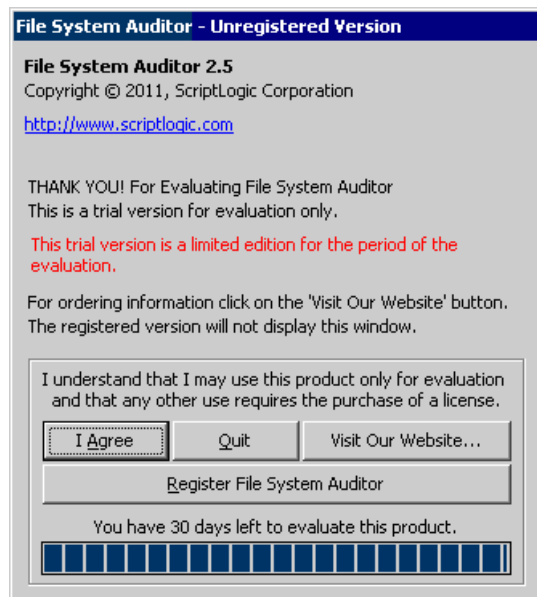 File System Auditor - Unregistered Version
File System Auditor 2.5
Copyright © 2011, ScriptLogic Corporation
http://www.scriptlogic.com
THANK YOU! For Evaluating File System Auditor
This is a trial version for evaluation only.
This trial version is a limited edition for the period of the
evaluation.
For ordering information click on the 'Visit Our Website' button.
The registered version will not display this window.
I understand that I may use this product only for evaluation
and that any other use requires the purchase of a license.
I Agree Quit Visit Our Website...
Register File System Auditor
You have 30 days left to evaluate this product.